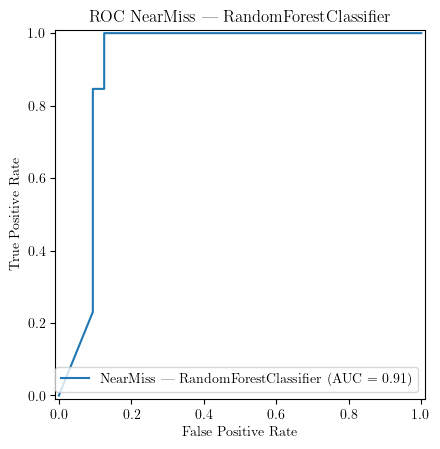 ROC NearMiss — RandomForestClassifier
1.0
0.8
0.6
0.4
0.2
0.0
True Positive Rate
NearMiss — RandomForestClassifier (AUC = 0.91)
0.0 0.2 0.4 0.6 0.8 1.0
False Positive Rate